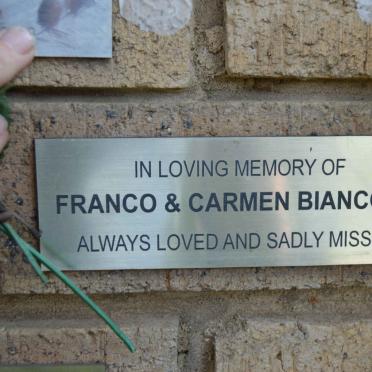 IN LOVING MEMORY OF
FRANCO & CARMEN BIANC
ALWAYS LOVED AND SADLY MISS